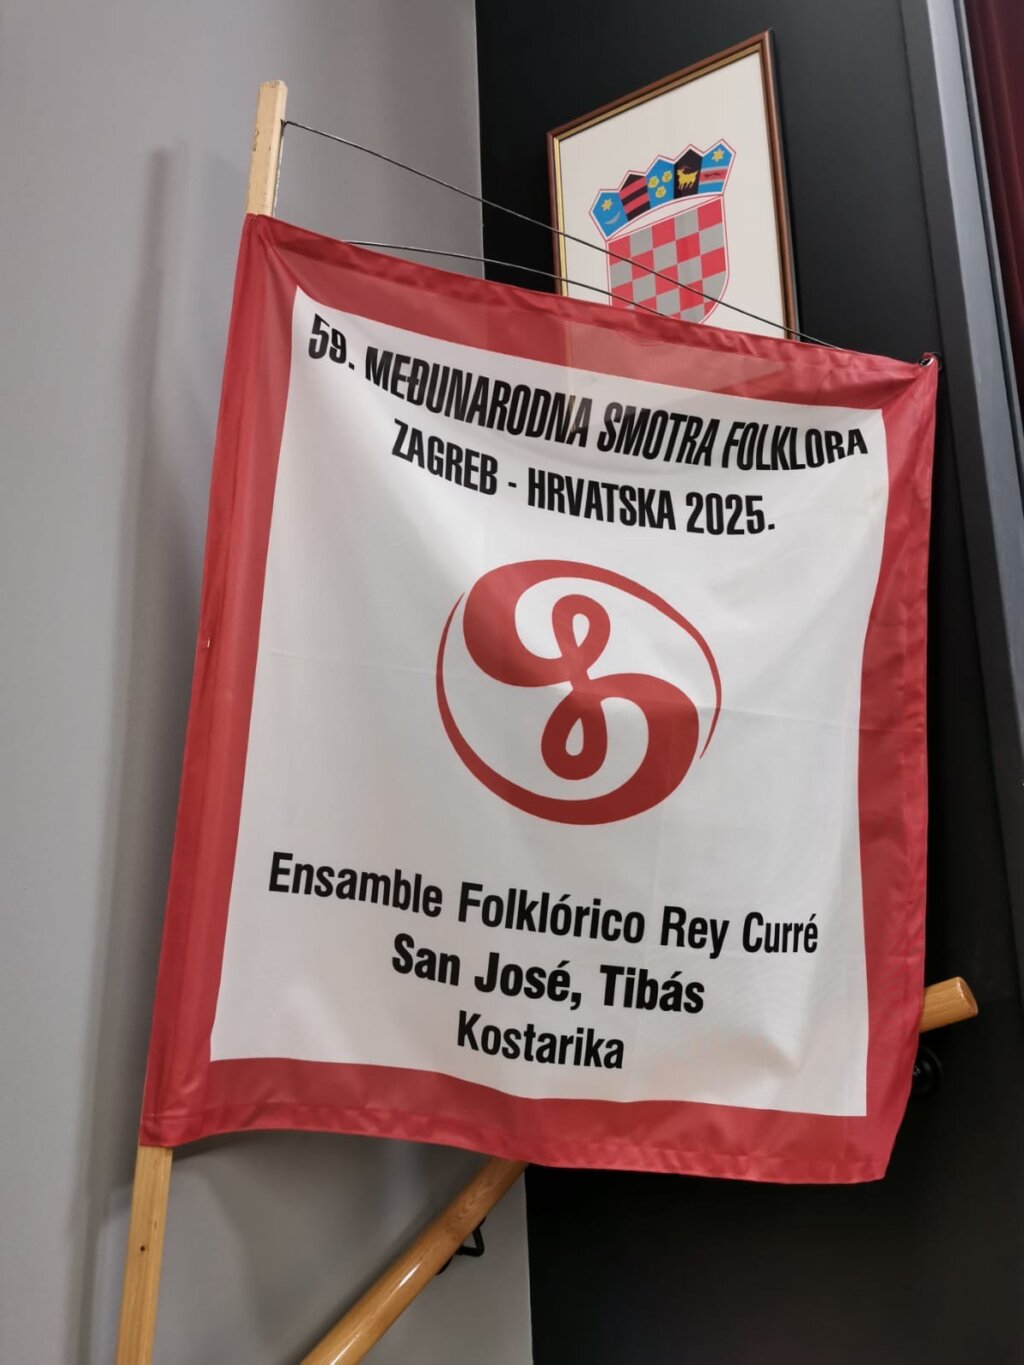 59. MEĐUNARODNA SMOTRA FOLKLORA
ZAGREB - HRVATSKA 2025.
Ensamble Folklórico Rey Curré
San José, Tibás
Kostarika